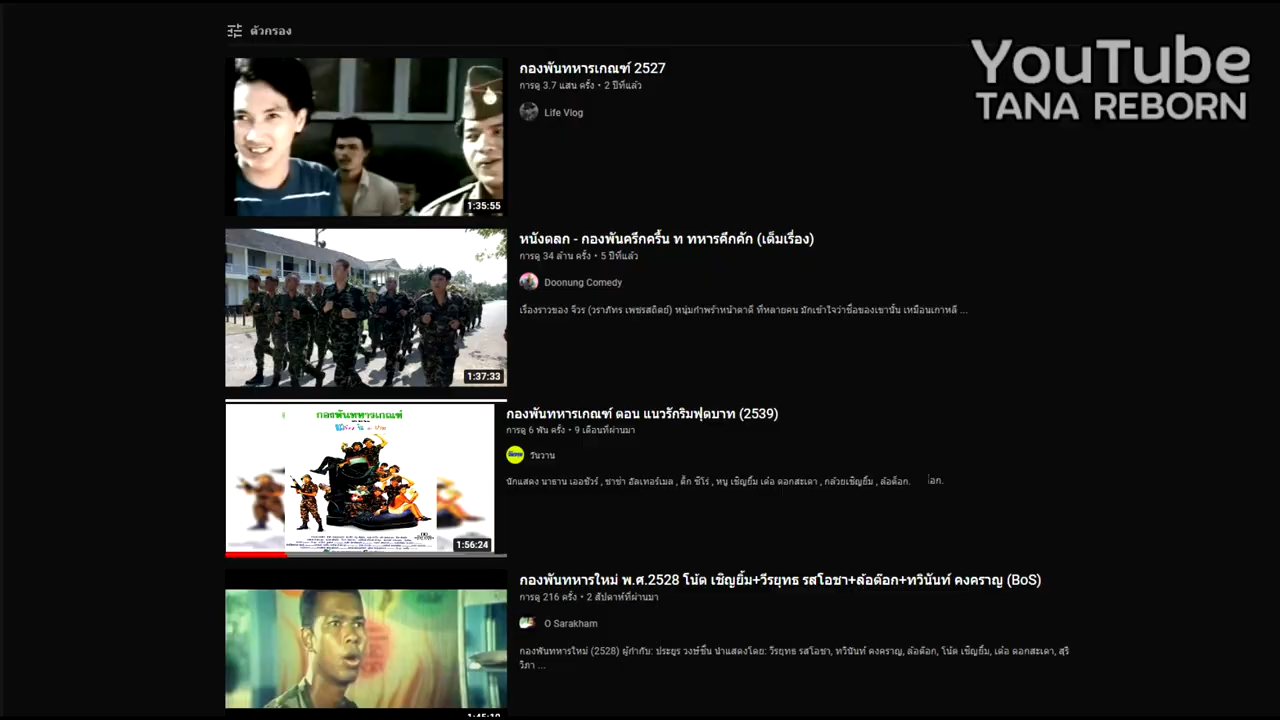 ตัวกรอง
YouTube
TANA REBORN
กองพันทหารเกณฑ์ 2527
การดู 3.7 แสน ครั้ง • 2 ปีที่แล้ว
Life Vlog
1:35:55
หนังตลก - กองพันครึกครื้น ท ทหารคึกคัก (เต็มเรื่อง)
การดู 34 ล้าน ครั้ง • 5 ปีที่แล้ว
Doonung Comedy
เรื่องราวของ จีวร (วราภัทร เพชรสถิตย์) หนุ่มกำพร้าหน้าตาดี ที่หลายคน มักเข้าใจว่าชื่อของเขานั้น เหมือนเกาหลี ...
1:37:33
กองพันทหารเกณฑ์ ตอน แนวรักริมฟุตบาท (2539)
การดู 6 พัน ครั้ง • 9 เดือนที่ผ่านมา
วันวาน
นักแสดง นาธาน เออชัวร์ , ซาซ่า อัลเทอร์เมล , ติ๊ก ชีโร่ , หนู เชิญยิ้ม เด๋อ ดอกสะเดา , กล้วยเชิญยิ้ม , ล้อต๊อก.
กองพันทหารเกณฑ์
1:56:24
กองพันทหารใหม่ พ.ศ.2528 โน้ต เชิญยิ้ม+วีรยุทธ รสโอชา+ล้อต๊อก+ทวินันท์ คงคราญ (BoS)
การดู 216 ครั้ง • 2 สัปดาห์ที่ผ่านมา
O Sarakham
กองพันทหารใหม่ (2528) ผู้กำกับ: ประยูร วงษ์ชื่น นำแสดงโดย: วีรยุทธ รสโอชา, ทวินันท์ คงคราญ, ล้อต๊อก, โน้ต เชิญยิ้ม, เด๋อ ดอกสะเดา, สุริ
วิภา ...